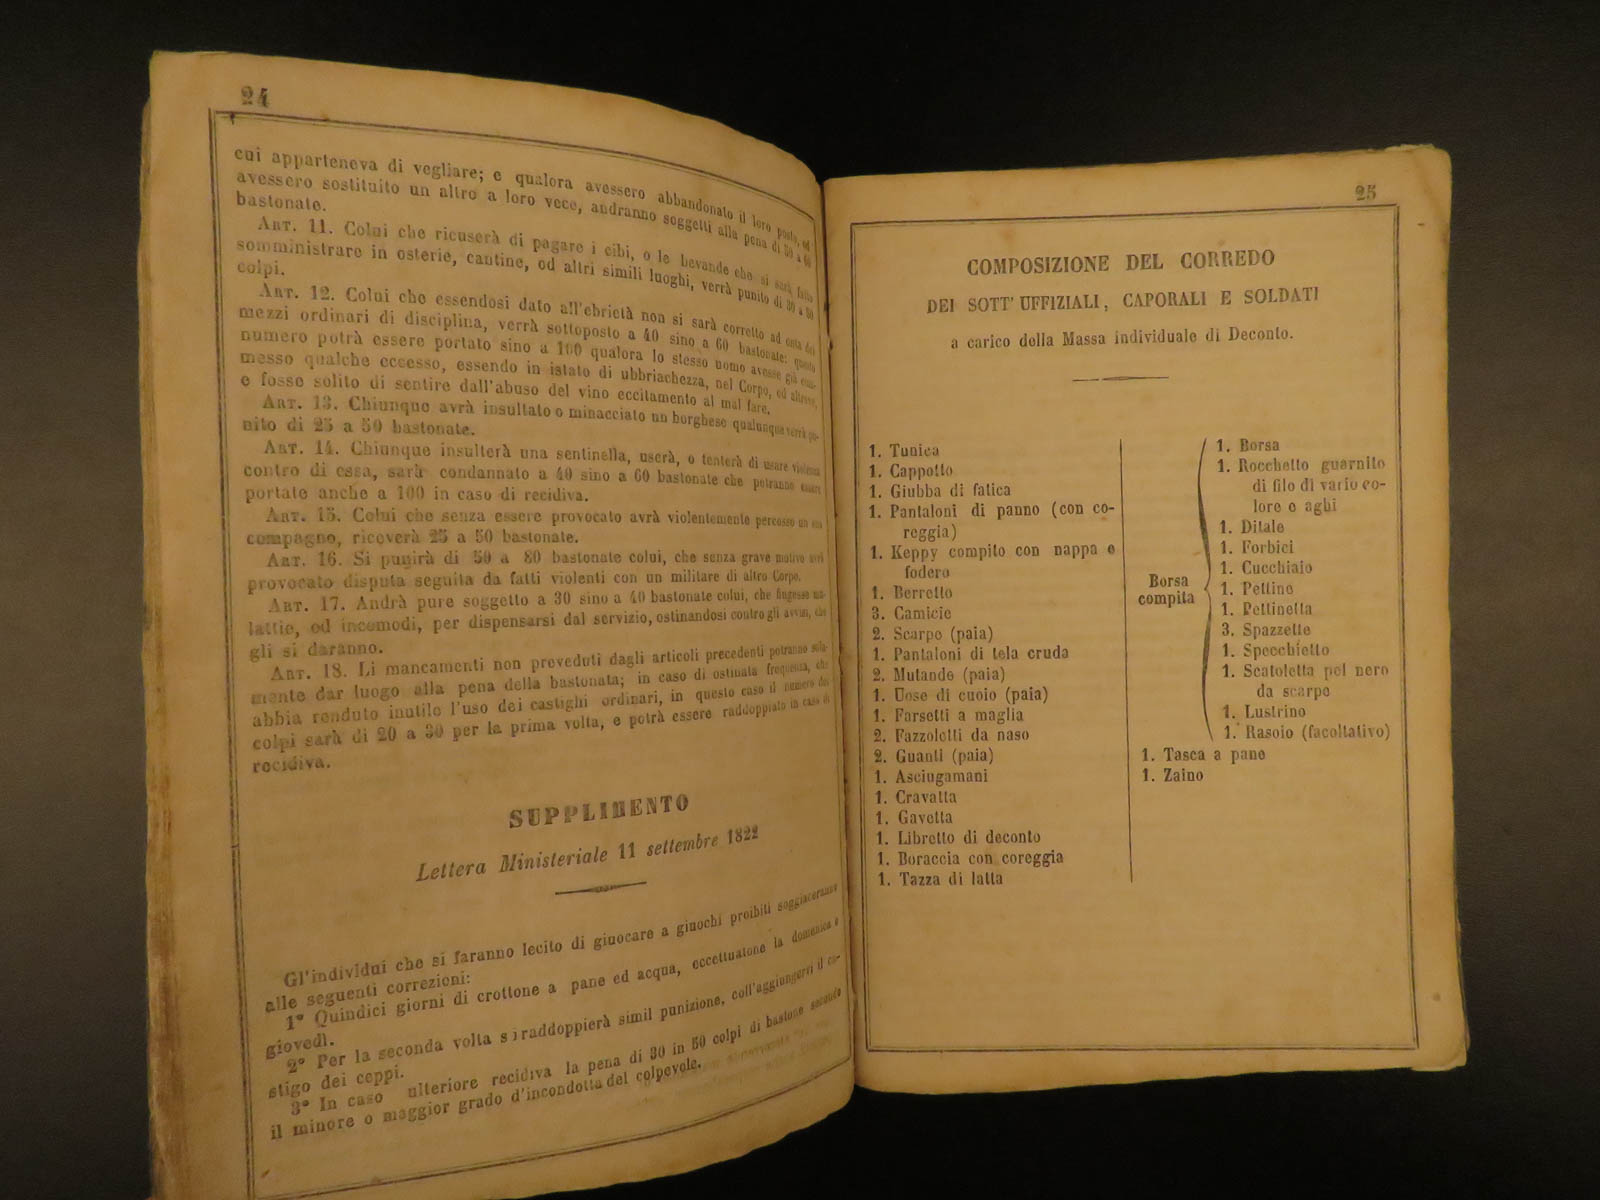 24
cui apparteneva di vegliare; e qualora avessero abbandonato il loro posto, od
avessero sostituito un altro a loro vece, andranno soggetti alla pena di 30 a 60
bastonate.
ART. 11. Colui che ricuserà di pagare i cibi, o le bevande che si sarà fatto
somministrare in osterie, cantine, od altri simili luoghi, verrà punito di 30 a 50
colpi.
ART. 12. Colui che essendosi dato all'ebrietà non si sarà corretto ad onta dei
mezzi ordinari di disciplina, verrà sottoposto a 40 sino a 60 bastonate: questo
numero potrà essere portato sino a 100 qualora lo stesso uomo avesse già com-
messo qualche eccesso, essendo in istato di ubbriachezza, nel Corpo, od altrove,
e fosse solito di sentire dall'abuso del vino eccitamento al mal fare.
ART. 13. Chiunque avrà insultato o minacciato un borghese qualunque verrà pu-
nito di 25 a 50 bastonate.
ART. 14. Chiunque insulterà una sentinella, userà, o tenterà di usare violenza
contro di essa, sarà condannato a 40 sino a 60 bastonate che potranno essere
portate anche a 100 in caso di recidiva.
ART. 15. Colui che senza essere provocato avrà violentemente percosso un suo
compagno, riceverà 25 a 50 bastonate.
ART. 16. Si punirà di 50 a 80 bastonate colui, che senza grave motivo avrà
provocato disputa seguita da fatti violenti con un militare di altro Corpo.
ART. 17. Andrà pure soggetto a 30 sino a 40 bastonate colui, che fingesse ma-
lattie, od incomodi, per dispensarsi dal servizio, ostinandosi contro gli avvisi, che
gli si daranno.
ART. 18. Li mancamenti non preveduti dagli articoli precedenti potranno sola-
mente dar luogo alla pena della bastonata; in caso di ostinata frequenza, che
abbia renduto inutile l'uso dei castighi ordinari, in questo caso il numero dei
colpi sarà di 20 a 30 per la prima volta, e potrà essere raddoppiato in caso di
recidiva.
SUPPLIMENTO
Lettera Ministeriale 11 settembre 1822
Gl'individui che si faranno lecito di giuocare a giuochi proibiti soggiaceranno
alle seguenti correzioni:
1° Quindici giorni di crottone a pane ed acqua, eccettuatone la domenica e
giovedì.
2° Per la seconda volta si raddoppierà simil punizione, coll'aggiungervi il ca-
stigo dei ceppi.
3° In caso ulteriore recidiva la pena di 30 in 50 colpi di bastone secondo
il minore o maggior grado d'incondotta del colpevole.
25
COMPOSIZIONE DEL CORREDO
DEI SOTT' UFFIZIALI, CAPORALI E SOLDATI
a carico della Massa individuale di Deconto.
1. Tunica
1. Cappotto
1. Giubba di fatica
1. Pantaloni di panno (con co-
reggia)
1. Keppy compito con nappa e
fodero
1. Berretto
3. Camicie
2. Scarpe (paia)
1. Pantaloni di tela cruda
2. Mutande (paia)
1. Uose di cuoio (paia)
1. Farsetti a maglia
2. Fazzoletti da naso
2. Guanti (paia)
1. Asciugamani
1. Cravatta
1. Gavetta
1. Libretto di deconto
1. Boraccia con coreggia
1. Tazza di latta
Borsa
compita
1. Borsa
1. Rocchetto guarnito
di filo di vario co-
lore e aghi
1. Ditale
1. Forbici
1. Cucchiaio
1. Pettine
1. Pettinetta
3. Spazzette
1. Specchietto
1. Scatoletta pel nero
da scarpe
1. Lustrino
1. Rasoio (facoltativo)
1. Tasca a pane
1. Zaino